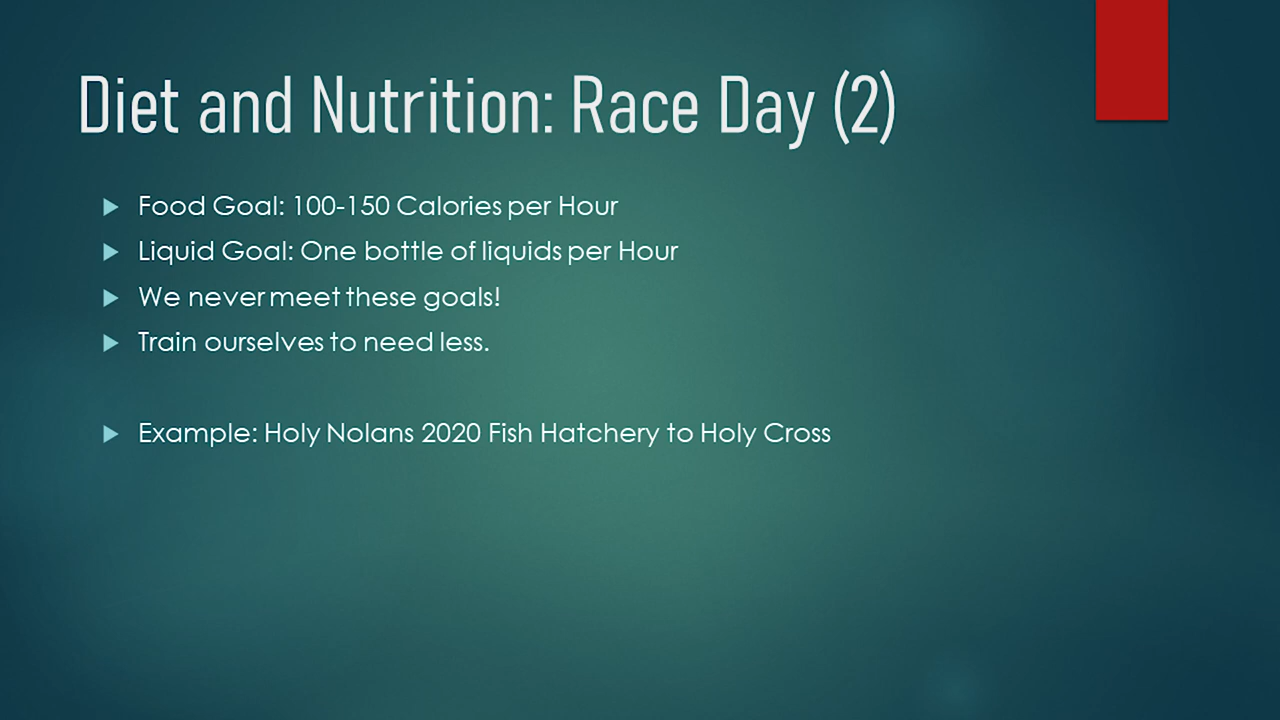 Diet and Nutrition: Race Day (2)
Food Goal: 100-150 Calories per Hour
Liquid Goal: One bottle of liquids per Hour
We never meet these goals!
Train ourselves to need less.
Example: Holy Nolans 2020 Fish Hatchery to Holy Cross